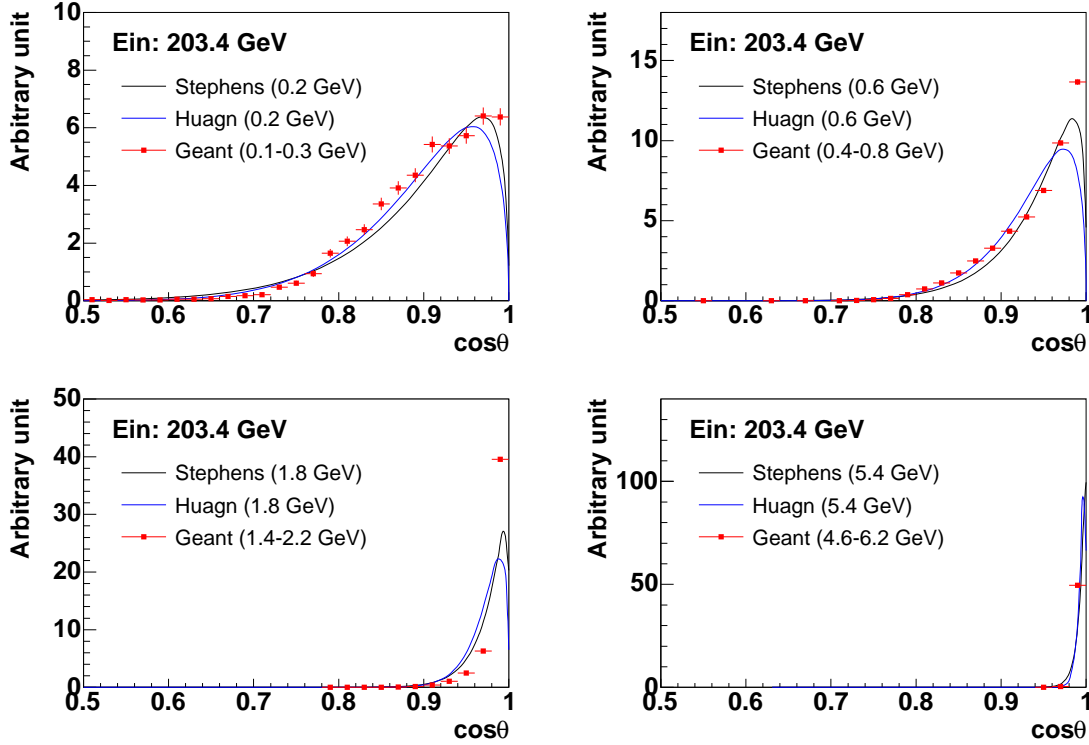 Arbitrary unit
10
8
6
4
2
0
Ein: 203.4 GeV
Stephens (0.2 GeV)
Huagn (0.2 GeV)
Geant (0.1-0.3 GeV)
0.5 0.6 0.7 0.8 0.9 1
cosθ
Arbitrary unit
15
10
5
0
Ein: 203.4 GeV
Stephens (0.6 GeV)
Huagn (0.6 GeV)
Geant (0.4-0.8 GeV)
0.5 0.6 0.7 0.8 0.9 1
cosθ
Arbitrary unit
50
40
30
20
10
0
Ein: 203.4 GeV
Stephens (1.8 GeV)
Huagn (1.8 GeV)
Geant (1.4-2.2 GeV)
0.5 0.6 0.7 0.8 0.9 1
cosθ
Arbitrary unit
100
50
0
Ein: 203.4 GeV
Stephens (5.4 GeV)
Huagn (5.4 GeV)
Geant (4.6-6.2 GeV)
0.5 0.6 0.7 0.8 0.9 1
cosθ